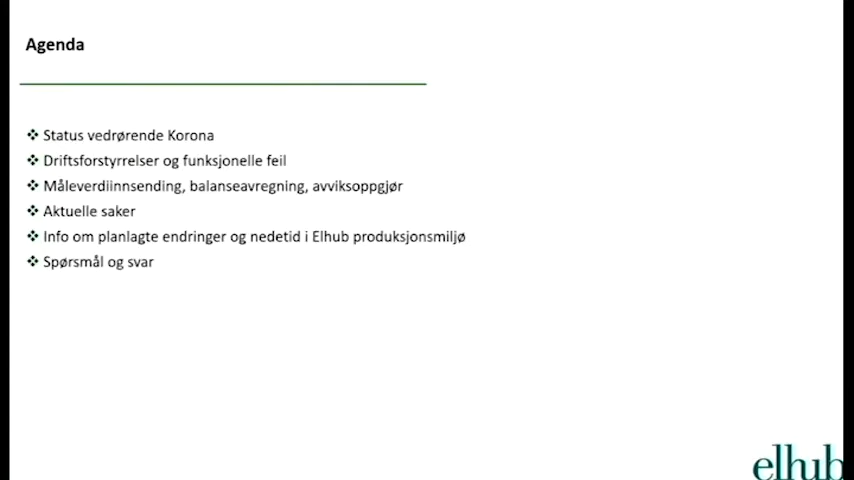 Agenda
❖ Status vedrørende Korona
❖ Driftsforstyrrelser og funksjonelle feil
❖ Måleverdiinnsending, balanseavregning, avviksoppgjør
❖ Aktuelle saker
❖ Info om planlagte endringer og nedetid i Elhub produksjonsmiljø
❖ Spørsmål og svar
elhub